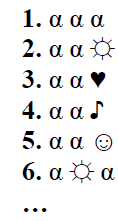 1. α α α
2. α α ☼
3. α α ♥
4. α α ♪
5. α α ☺
6. α ☼ α
...